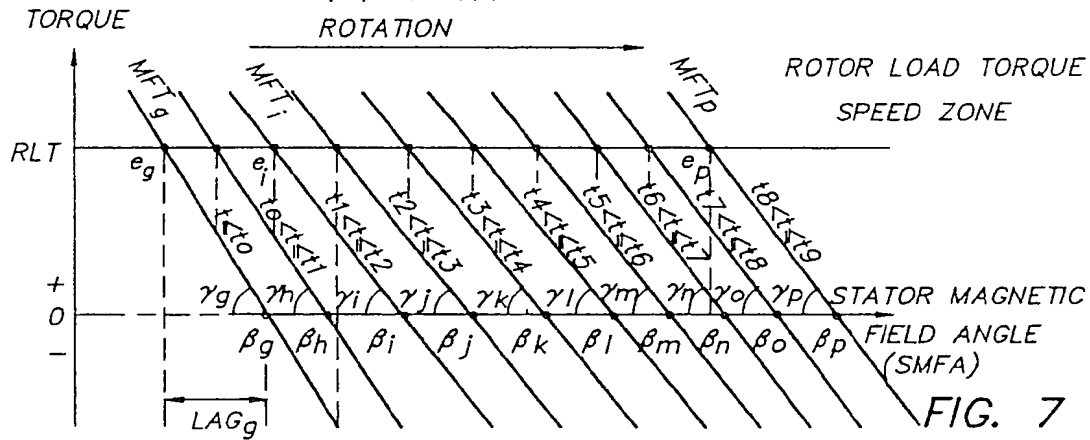 TORQUE
ROTATION
MFTg
MFTi
MFTp
ROTOR LOAD TORQUE
SPEED ZONE
RLT
eg
ei
ep
t≤to
to<t≤t1
t1<t≤t2
t2<t≤t3
t3<t≤t4
t4<t≤t5
t5<t≤t6
t6<t≤t7
t7<t≤t8
t8<t≤t9
+
0
−
γg γh γi γj γk γl γm γn γo γp
STATOR MAGNETIC
FIELD ANGLE
(SMFA)
βg βh βi βj βk βl βm βn βo βp
LAGg
FIG. 7